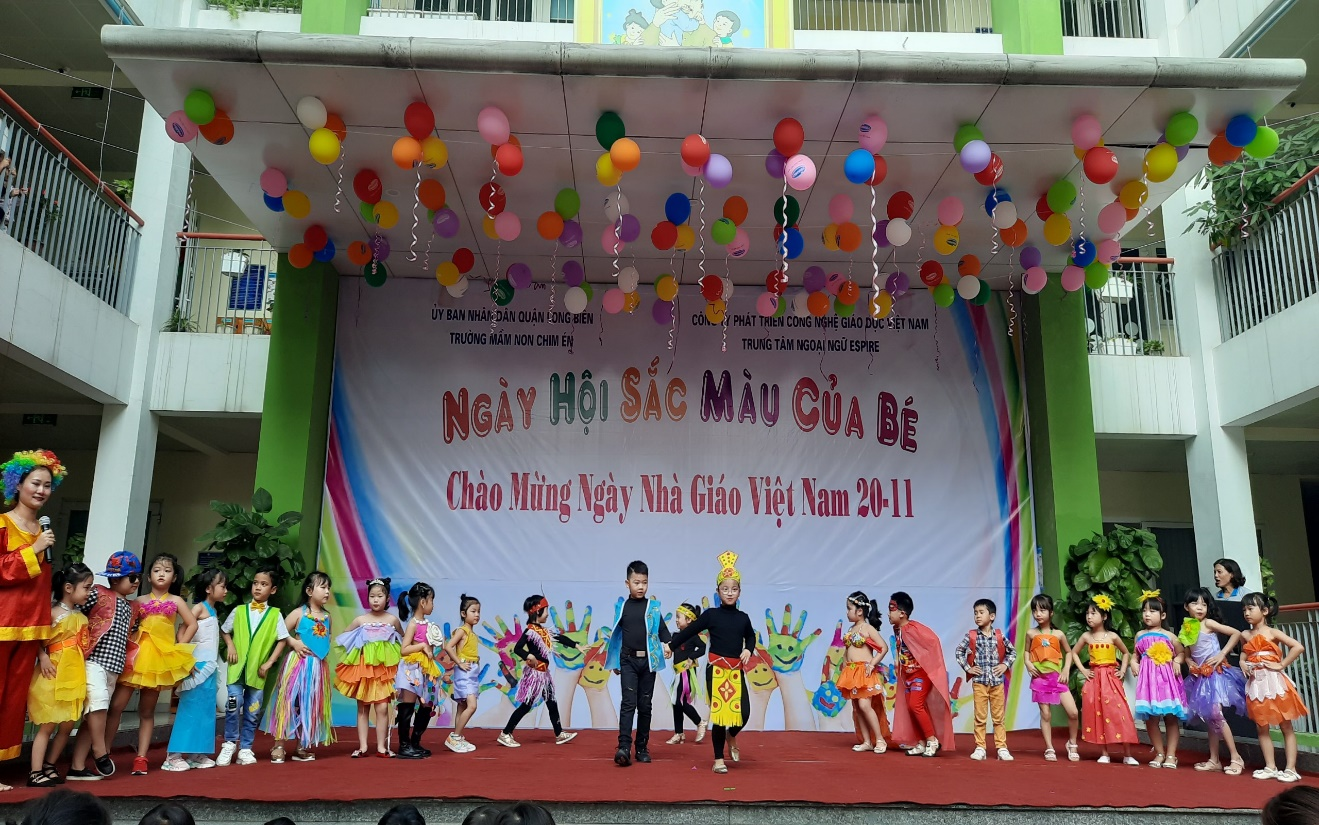 ỦY BAN NHÂN DÂN QUẬN LONG BIÊN
TRƯỜNG MẦM NON CHIM ÉN
CÔNG TY PHÁT TRIỂN CÔNG NGHỆ GIÁO DỤC VIỆT NAM
TRUNG TÂM NGOẠI NGỮ ESPIRE
NGÀY HỘI SẮC MÀU CỦA BÉ
Chào Mừng Ngày Nhà Giáo Việt Nam 20-11